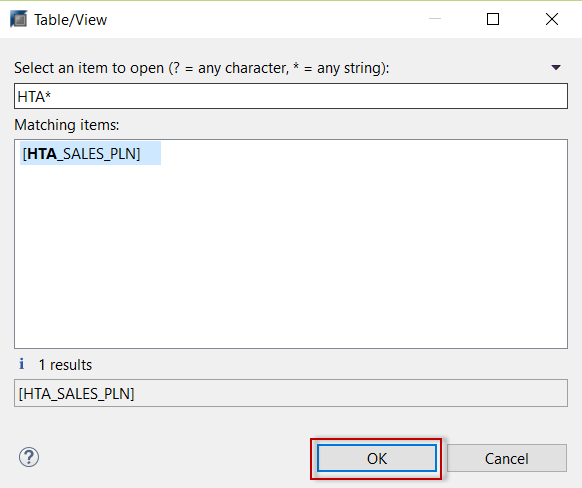 Table/View
Select an item to open (? = any character, * = any string):
HTA*
Matching items:
[HTA_SALES_PLN]
i 1 results
[HTA_SALES_PLN]
? OK Cancel